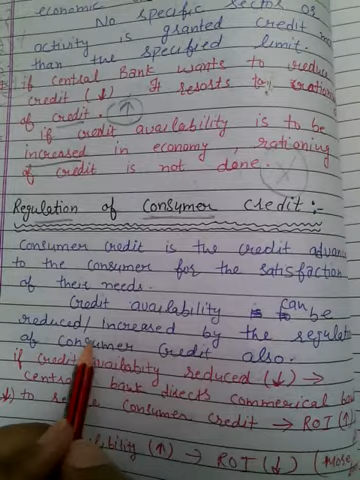 economic
No specific sector or
activity is granted credit
than the specified limit.
if central Bank wants to reduce
credit (↓). It resorts to
of credit. (↑)
if credit availability is to be
increased in economy, rationing
of credit is not done. (X)
Regulation of Consumer Credit :-
Consumer credit is the credit advan
to the consumer for the satisfaction
of their needs.
Credit availability can be
reduced/increased by the regulat
of consumer credit also.
if credit availabity reduced (↓) →
central bank directs commerical ba
↓) to consumer credit → ROT (↑
(↑) → ROT (↓) (More